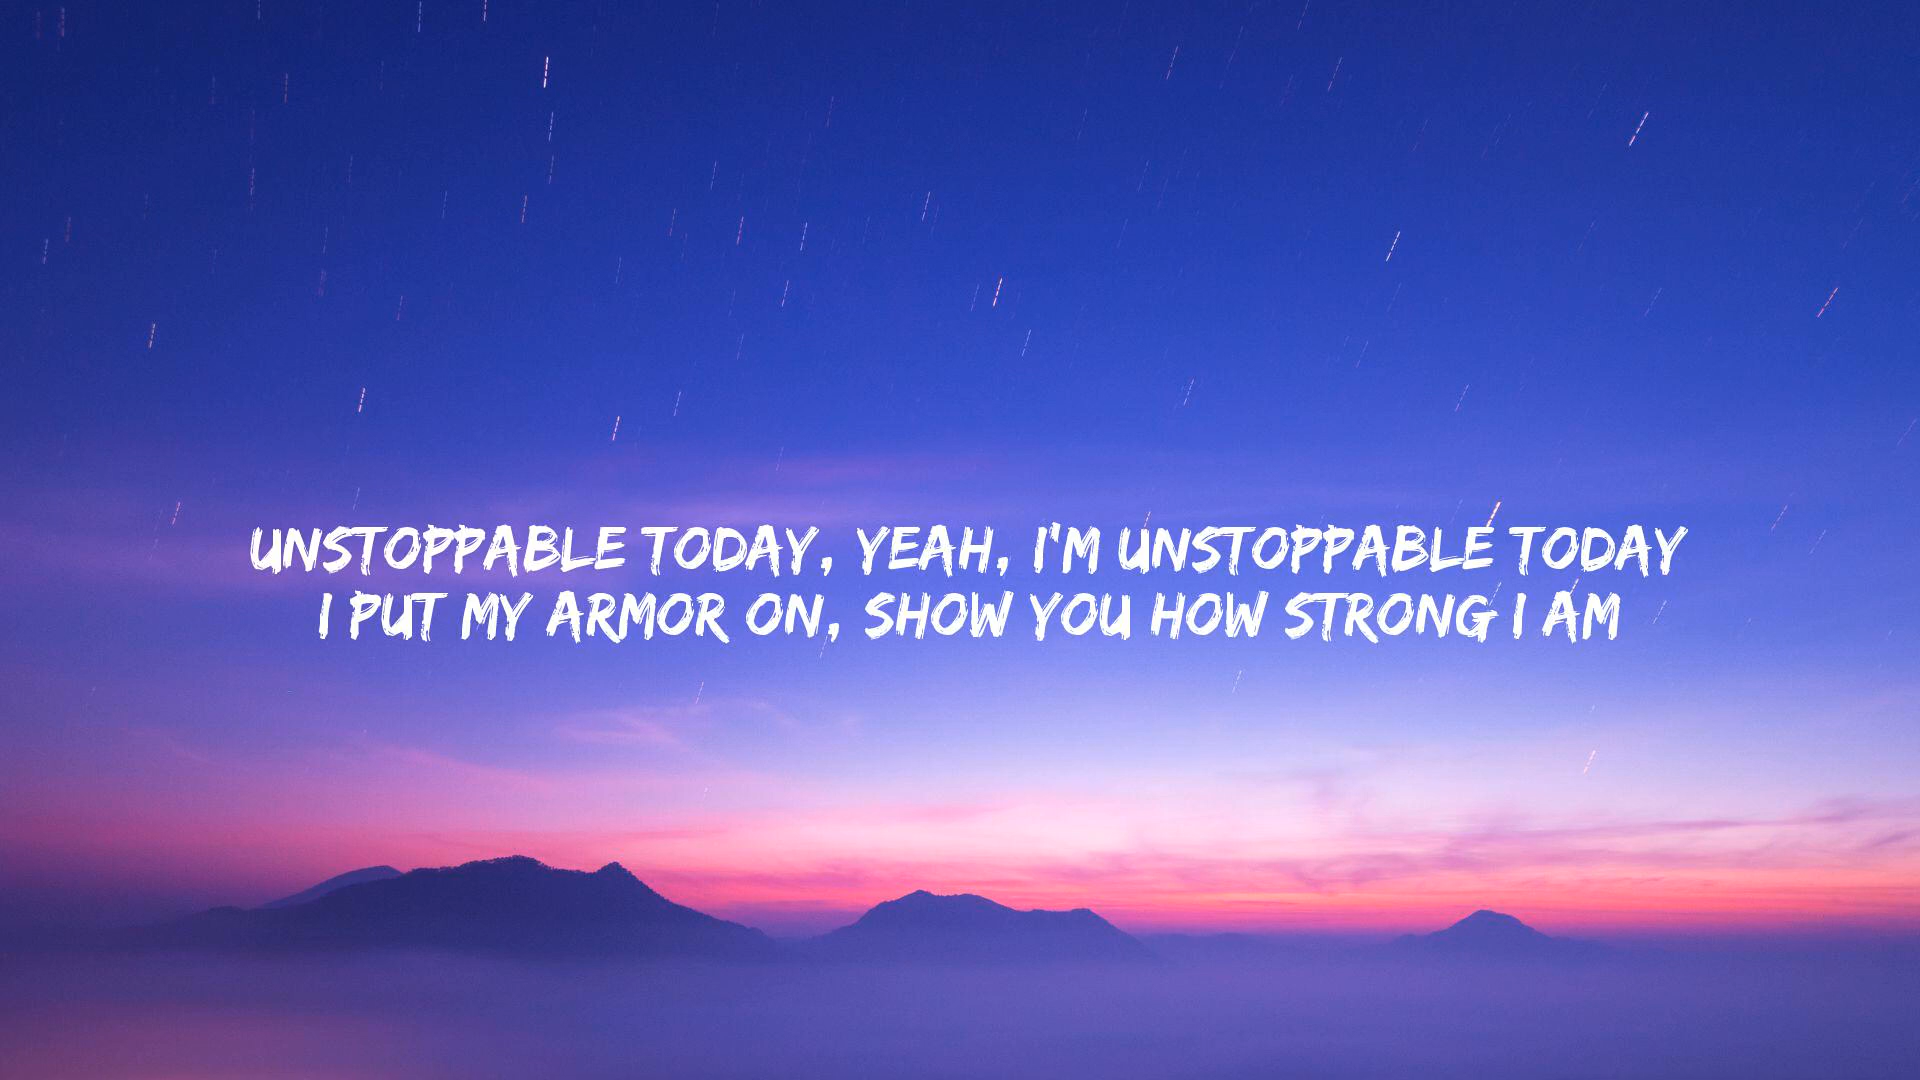 UNSTOPPABLE TODAY, YEAH, I'M UNSTOPPABLE TODAY
I PUT MY ARMOR ON, SHOW YOU HOW STRONG I AM